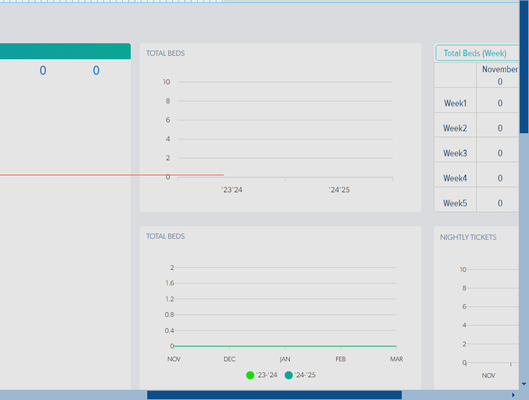 0 0
TOTAL BEDS
10
8
6
4
2
0
'23'24 '24'25
Total Beds (Week)
November
0
Week1 0
Week2 0
Week3 0
Week4 0
Week5 0
TOTAL BEDS
2
1.6
1.2
0.8
0.4
0
NOV DEC JAN FEB MAR
'23-'24 '24-'25
NIGHTLY TICKETS
10
8
6
4
2
0
NOV